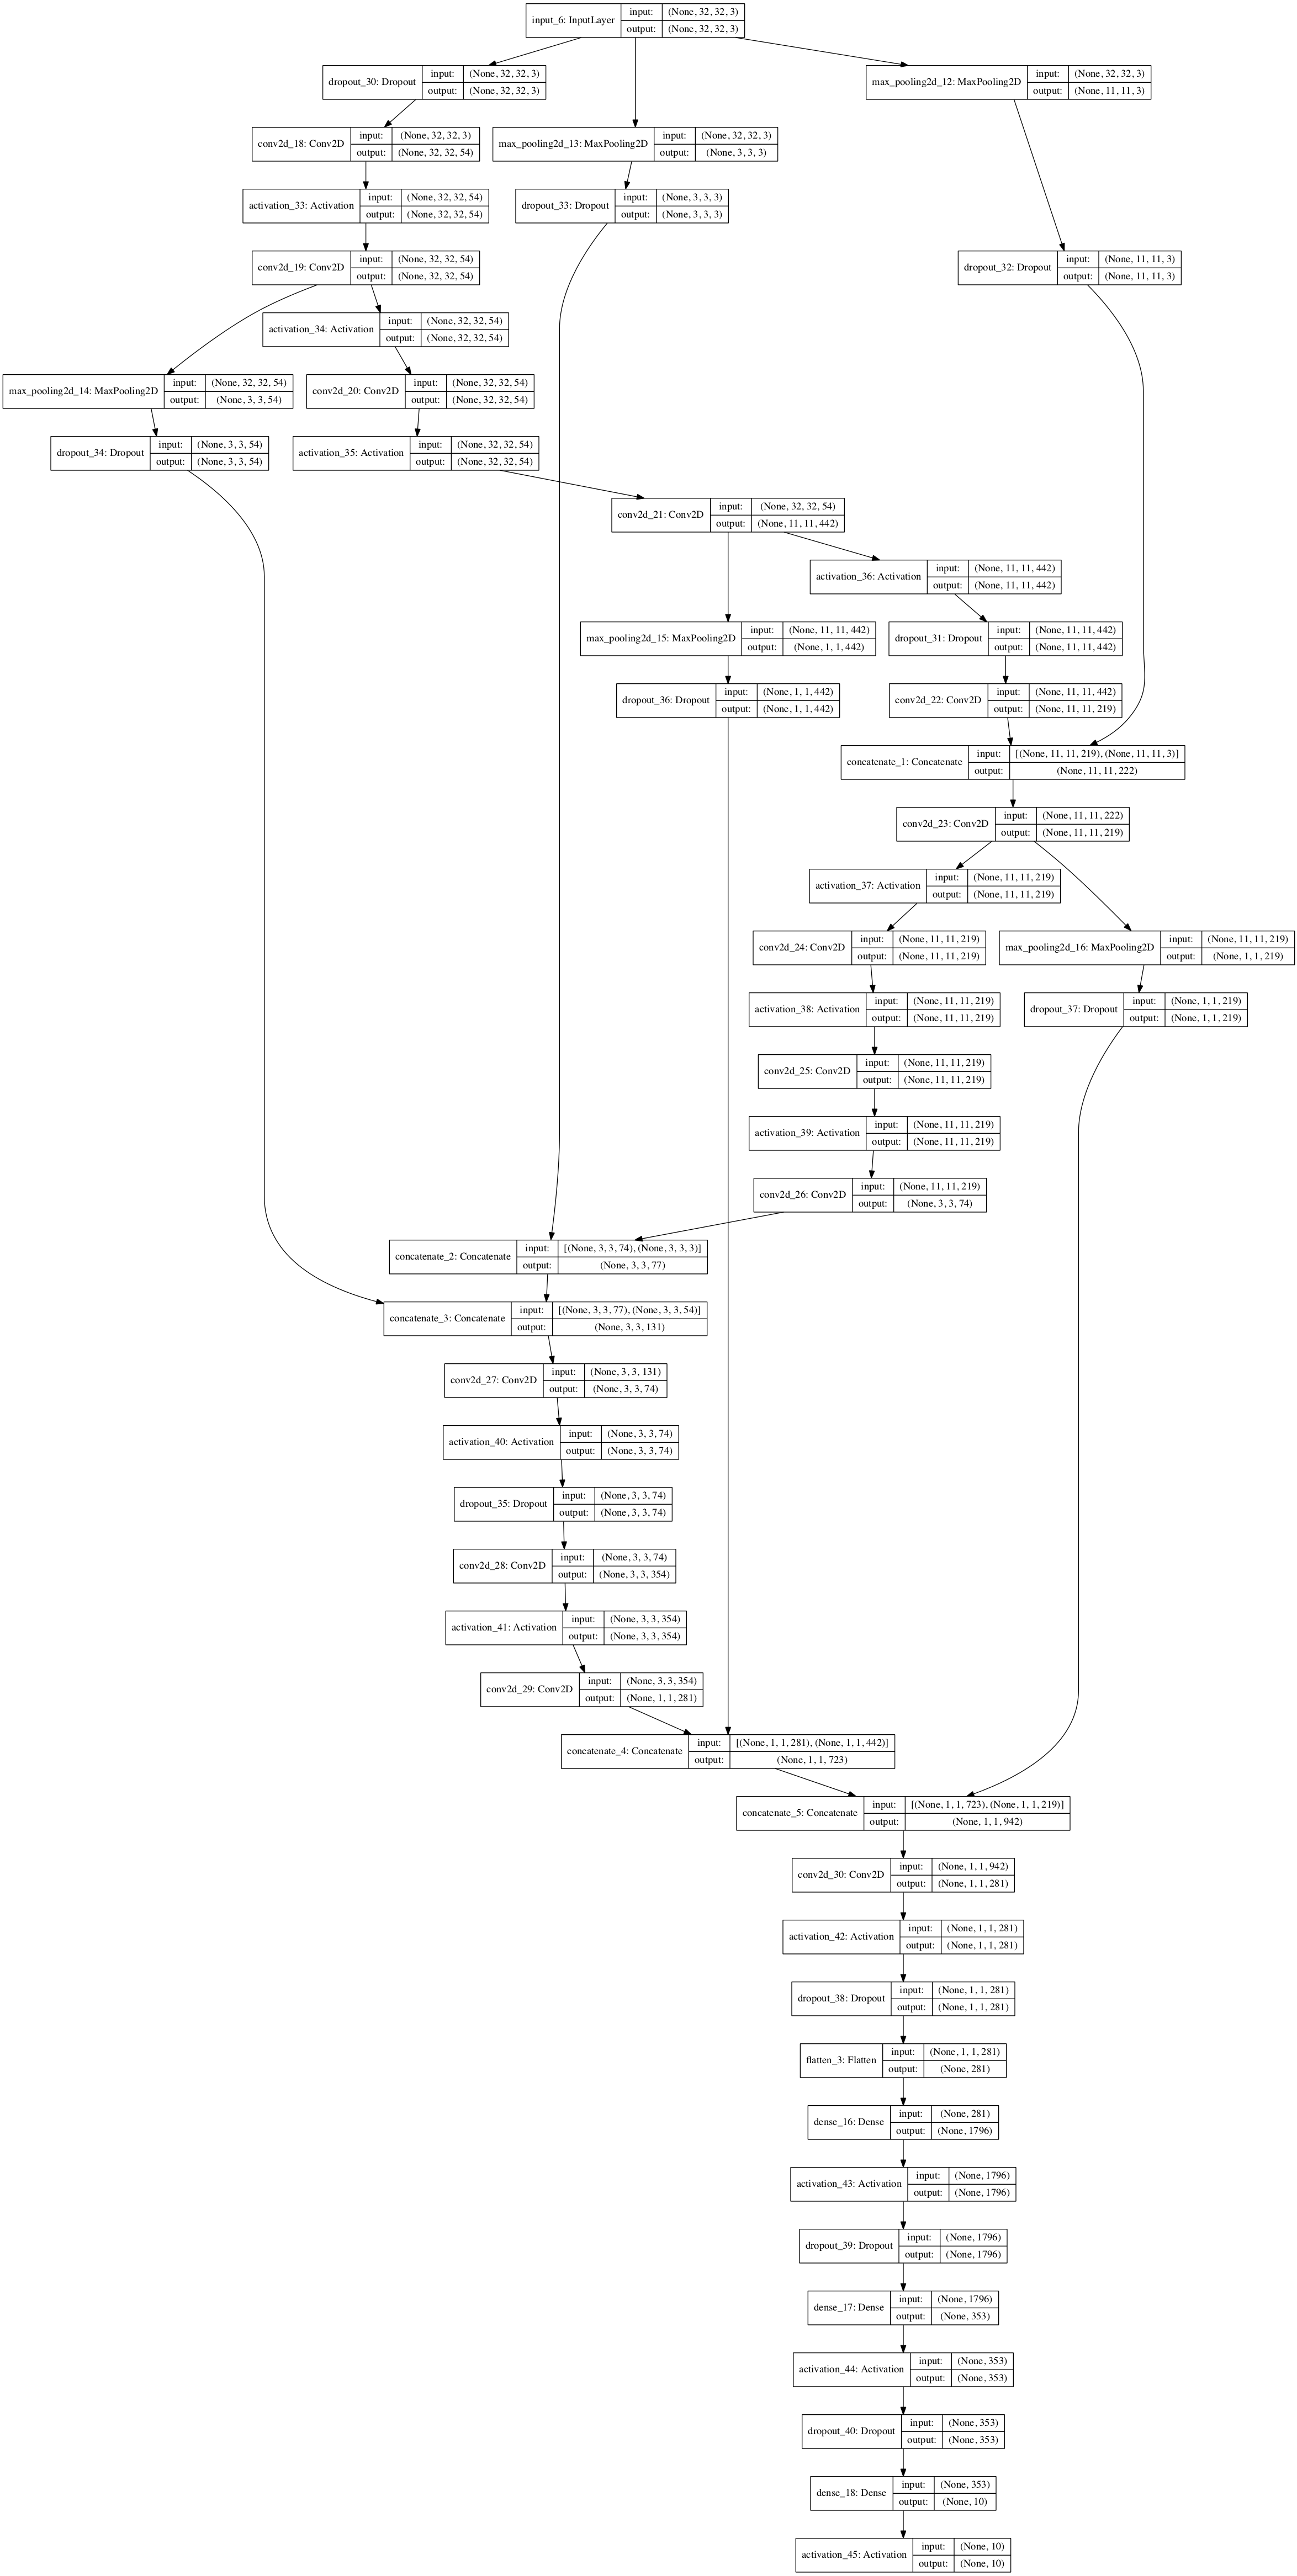 input_6: InputLayer
input: (None, 32, 32, 3)
output: (None, 32, 32, 3)
dropout_30: Dropout
input: (None, 32, 32, 3)
output: (None, 32, 32, 3)
max_pooling2d_12: MaxPooling2D
input: (None, 32, 32, 3)
output: (None, 11, 11, 3)
conv2d_18: Conv2D
input: (None, 32, 32, 3)
output: (None, 32, 32, 54)
max_pooling2d_13: MaxPooling2D
input: (None, 32, 32, 3)
output: (None, 3, 3, 3)
activation_33: Activation
input: (None, 32, 32, 54)
output: (None, 32, 32, 54)
dropout_33: Dropout
input: (None, 3, 3, 3)
output: (None, 3, 3, 3)
conv2d_19: Conv2D
input: (None, 32, 32, 54)
output: (None, 32, 32, 54)
dropout_32: Dropout
input: (None, 11, 11, 3)
output: (None, 11, 11, 3)
activation_34: Activation
input: (None, 32, 32, 54)
output: (None, 32, 32, 54)
max_pooling2d_14: MaxPooling2D
input: (None, 32, 32, 54)
output: (None, 3, 3, 54)
conv2d_20: Conv2D
input: (None, 32, 32, 54)
output: (None, 32, 32, 54)
dropout_34: Dropout
input: (None, 3, 3, 54)
output: (None, 3, 3, 54)
activation_35: Activation
input: (None, 32, 32, 54)
output: (None, 32, 32, 54)
conv2d_21: Conv2D
input: (None, 32, 32, 54)
output: (None, 11, 11, 442)
activation_36: Activation
input: (None, 11, 11, 442)
output: (None, 11, 11, 442)
max_pooling2d_15: MaxPooling2D
input: (None, 11, 11, 442)
output: (None, 1, 1, 442)
dropout_31: Dropout
input: (None, 11, 11, 442)
output: (None, 11, 11, 442)
dropout_36: Dropout
input: (None, 1, 1, 442)
output: (None, 1, 1, 442)
conv2d_22: Conv2D
input: (None, 11, 11, 442)
output: (None, 11, 11, 219)
concatenate_1: Concatenate
input: [(None, 11, 11, 219), (None, 11, 11, 3)]
output: (None, 11, 11, 222)
conv2d_23: Conv2D
input: (None, 11, 11, 222)
output: (None, 11, 11, 219)
activation_37: Activation
input: (None, 11, 11, 219)
output: (None, 11, 11, 219)
conv2d_24: Conv2D
input: (None, 11, 11, 219)
output: (None, 11, 11, 219)
max_pooling2d_16: MaxPooling2D
input: (None, 11, 11, 219)
output: (None, 1, 1, 219)
activation_38: Activation
input: (None, 11, 11, 219)
output: (None, 11, 11, 219)
dropout_37: Dropout
input: (None, 1, 1, 219)
output: (None, 1, 1, 219)
conv2d_25: Conv2D
input: (None, 11, 11, 219)
output: (None, 11, 11, 219)
activation_39: Activation
input: (None, 11, 11, 219)
output: (None, 11, 11, 219)
conv2d_26: Conv2D
input: (None, 11, 11, 219)
output: (None, 3, 3, 74)
concatenate_2: Concatenate
input: [(None, 3, 3, 74), (None, 3, 3, 3)]
output: (None, 3, 3, 77)
concatenate_3: Concatenate
input: [(None, 3, 3, 77), (None, 3, 3, 54)]
output: (None, 3, 3, 131)
conv2d_27: Conv2D
input: (None, 3, 3, 131)
output: (None, 3, 3, 74)
activation_40: Activation
input: (None, 3, 3, 74)
output: (None, 3, 3, 74)
dropout_35: Dropout
input: (None, 3, 3, 74)
output: (None, 3, 3, 74)
conv2d_28: Conv2D
input: (None, 3, 3, 74)
output: (None, 3, 3, 354)
activation_41: Activation
input: (None, 3, 3, 354)
output: (None, 3, 3, 354)
conv2d_29: Conv2D
input: (None, 3, 3, 354)
output: (None, 1, 1, 281)
concatenate_4: Concatenate
input: [(None, 1, 1, 281), (None, 1, 1, 442)]
output: (None, 1, 1, 723)
concatenate_5: Concatenate
input: [(None, 1, 1, 723), (None, 1, 1, 219)]
output: (None, 1, 1, 942)
conv2d_30: Conv2D
input: (None, 1, 1, 942)
output: (None, 1, 1, 281)
activation_42: Activation
input: (None, 1, 1, 281)
output: (None, 1, 1, 281)
dropout_38: Dropout
input: (None, 1, 1, 281)
output: (None, 1, 1, 281)
flatten_3: Flatten
input: (None, 1, 1, 281)
output: (None, 281)
dense_16: Dense
input: (None, 281)
output: (None, 1796)
activation_43: Activation
input: (None, 1796)
output: (None, 1796)
dropout_39: Dropout
input: (None, 1796)
output: (None, 1796)
dense_17: Dense
input: (None, 1796)
output: (None, 353)
activation_44: Activation
input: (None, 353)
output: (None, 353)
dropout_40: Dropout
input: (None, 353)
output: (None, 353)
dense_18: Dense
input: (None, 353)
output: (None, 10)
activation_45: Activation
input: (None, 10)
output: (None, 10)